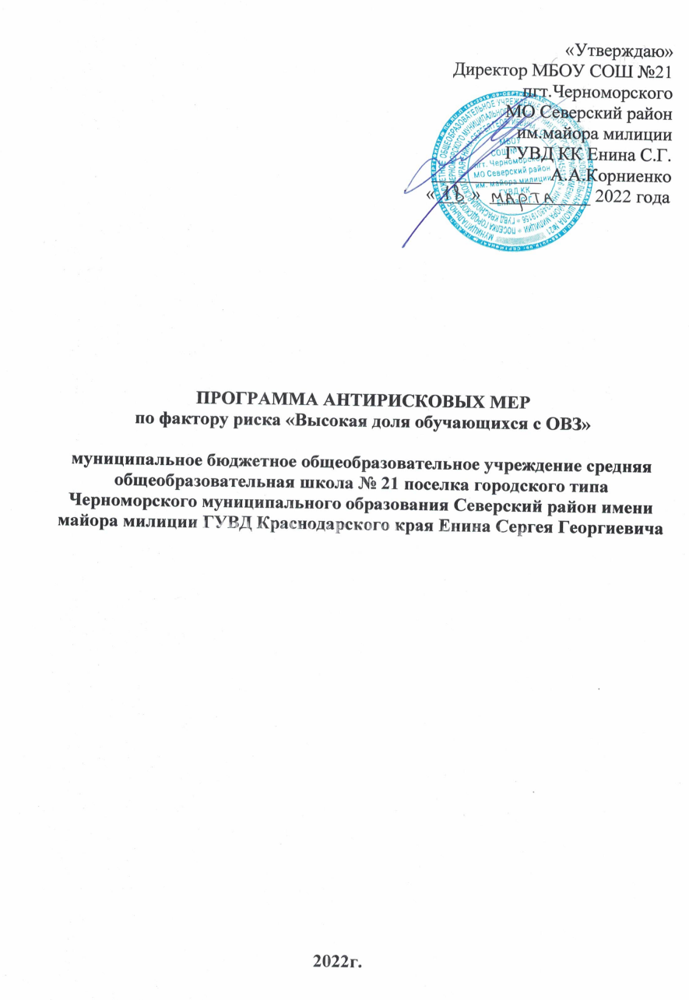 «Утверждаю»
Директор МБОУ СОШ №21
пгт.Черноморского
МО Северский район
им.майора милиции
ГУВД КК Енина С.Г.
____________ А.А.Корниенко
«18» марта 2022 года
МБОУ
СОШ
пгт. Черноморского
МО Северский район
им. майора милиции
ГУВД КК
ПРОГРАММА АНТИРИСКОВЫХ МЕР
по фактору риска «Высокая доля обучающихся с ОВЗ»
муниципальное бюджетное общеобразовательное учреждение средняя
общеобразовательная школа № 21 поселка городского типа
Черноморского муниципального образования Северский район имени
майора милиции ГУВД Краснодарского края Енина Сергея Георгиевича
2022г.